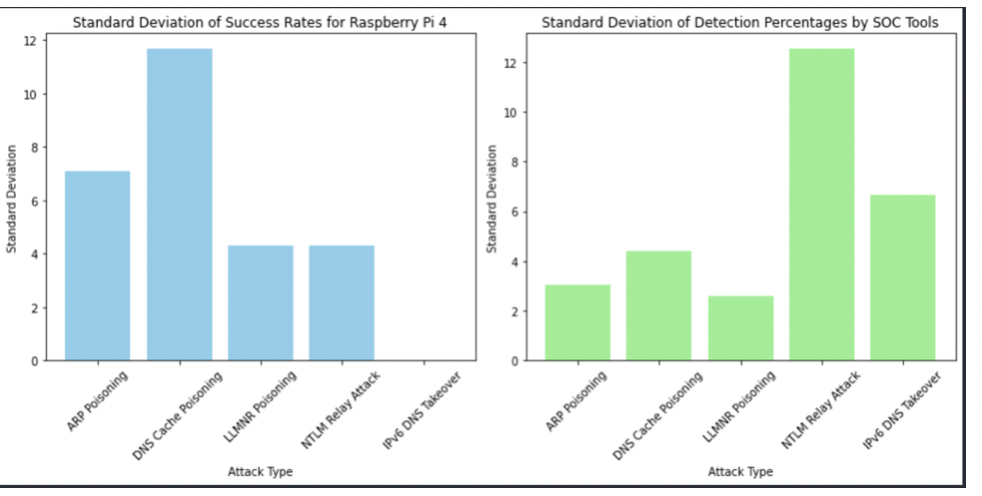 Standard Deviation of Success Rates for Raspberry Pi 4
12
10
8
6
4
2
0
Standard Deviation
ARP Poisoning
DNS Cache Poisoning
LLMNR Poisoning
NTLM Relay Attack
IPv6 DNS Takeover
Attack Type
Standard Deviation of Detection Percentages by SOC Tools
12
10
8
6
4
2
0
Standard Deviation
ARP Poisoning
DNS Cache Poisoning
LLMNR Poisoning
NTLM Relay Attack
IPv6 DNS Takeover
Attack Type